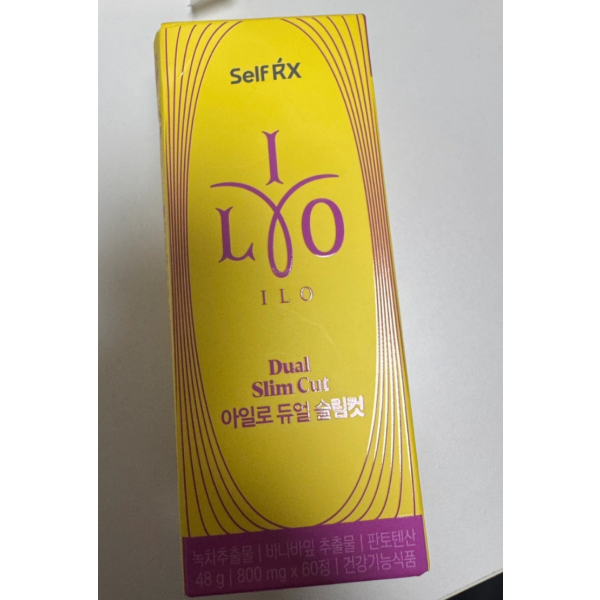 Self RX
I
L O
ILO
Dual
Slim Cut
아일로 듀얼 슬림컷
녹차추출물 | 바나바잎 추출물 | 판토텐산
48 g | 800 mg x 60정 | 건강기능식품